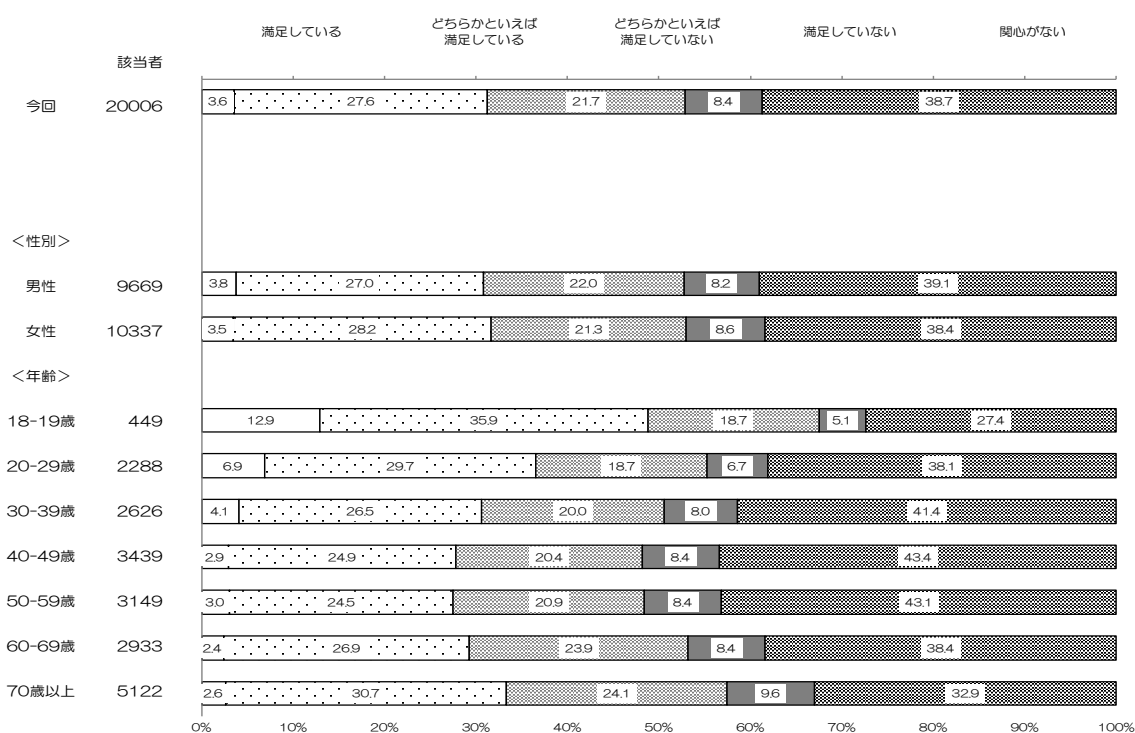 満足している
どちらかといえば
満足している
どちらかといえば
満足していない
満足していない
関心がない
該当者
今回 20006 3.6 27.6 21.7 8.4 38.7
＜性別＞
男性 9669 3.8 27.0 22.0 8.2 39.1
女性 10337 3.5 28.2 21.3 8.6 38.4
＜年齢＞
18-19歳 449 12.9 35.9 18.7 5.1 27.4
20-29歳 2288 6.9 29.7 18.7 6.7 38.1
30-39歳 2626 4.1 26.5 20.0 8.0 41.4
40-49歳 3439 2.9 24.9 20.4 8.4 43.4
50-59歳 3149 3.0 24.5 20.9 8.4 43.1
60-69歳 2933 2.4 26.9 23.9 8.4 38.4
70歳以上 5122 2.6 30.7 24.1 9.6 32.9
0% 10% 20% 30% 40% 50% 60% 70% 80% 90% 100%